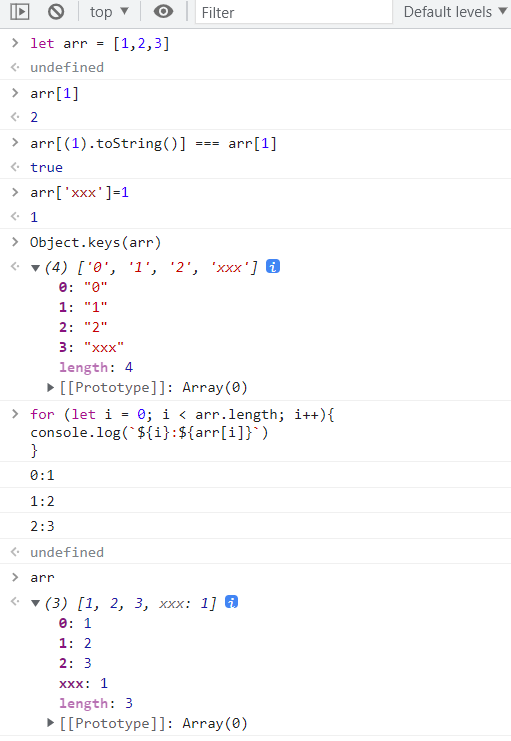 top ▼ Filter Default levels ▼
> let arr = [1,2,3]
undefined
> arr[1]
2
> arr[(1).toString()] === arr[1]
true
> arr['xxx']=1
1
> Object.keys(arr)
▼ (4) ['0', '1', '2', 'xxx'] i
0: "0"
1: "1"
2: "2"
3: "xxx"
length: 4
▶ [[Prototype]]: Array(0)
> for (let i = 0; i < arr.length; i++){
console.log(`${i}:${arr[i]}`)
}
0:1
1:2
2:3
undefined
> arr
▼ (3) [1, 2, 3, xxx: 1] i
0: 1
1: 2
2: 3
xxx: 1
length: 3
▶ [[Prototype]]: Array(0)